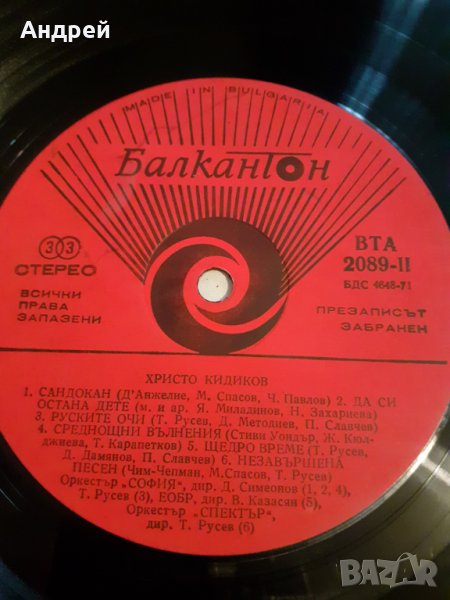 Андрей
MADE IN BULGARIA
Балкантон
33
СТЕРЕО
ВСИЧКИ
ПРАВА
ЗАПАЗЕНИ
ВТА
2089-II
БДС 4648-71
ПРЕЗАПИСЪТ
ЗАБРАНЕН
ХРИСТО КИДИКОВ
1. САНДОКАН (Д'Анжелие, М. Спасов, Ч. Павлов) 2. ДА СИ
ОСТАНА ДЕТЕ (м. и ар. Я. Миладинов, Н. Захариева)
3. РУСКИТЕ ОЧИ (Т. Русев, Д. Методиев, П. Славчев)
4. СРЕДНОЩНИ ВЪЛНЕНИЯ (Стиви Уондър, Ж. Кюл-
джиева, Т. Карапетков) 5. ЩЕДРО ВРЕМЕ (Т. Русев,
Д. Дамянов, П. Славчев) 6. НЕЗАВЪРШЕНА
ПЕСЕН (Чим-Чепман, М.Спасов, Т. Русев)
Оркестър „СОФИЯ", дир. Д. Симеонов (1, 2, 4),
Т. Русев (3), ЕОБР, дир. В. Казасян (5),
Оркестър „СПЕКТЪР",
дир. Т. Русев (6)
BAZAR